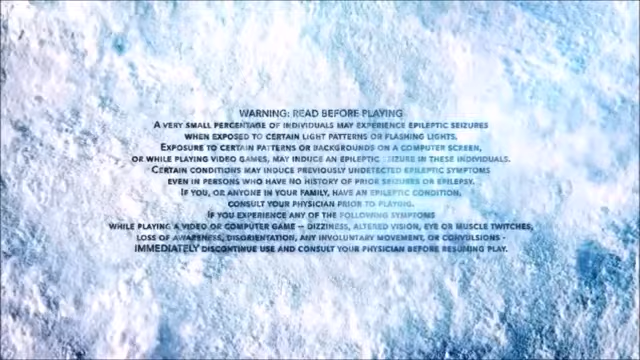 WARNING: READ BEFORE PLAYING
A VERY SMALL PERCENTAGE OF INDIVIDUALS MAY EXPERIENCE EPILEPTIC SEIZURES
WHEN EXPOSED TO CERTAIN LIGHT PATTERNS OR FLASHING LIGHTS.
EXPOSURE TO CERTAIN PATTERNS OR BACKGROUNDS ON A COMPUTER SCREEN,
OR WHILE PLAYING VIDEO GAMES, MAY INDUCE AN EPILEPTIC SEIZURE IN THESE INDIVIDUALS.
CERTAIN CONDITIONS MAY INDUCE PREVIOUSLY UNDETECTED EPILEPTIC SYMPTOMS
EVEN IN PERSONS WHO HAVE NO HISTORY OF PRIOR SEIZURES OR EPILEPSY.
IF YOU, OR ANYONE IN YOUR FAMILY, HAVE AN EPILEPTIC CONDITION,
CONSULT YOUR PHYSICIAN PRIOR TO PLAYING.
IF YOU EXPERIENCE ANY OF THE FOLLOWING SYMPTOMS
WHILE PLAYING A VIDEO OR COMPUTER GAME -- DIZZINESS, ALTERED VISION, EYE OR MUSCLE TWITCHES,
LOSS OF AWARENESS, DISORIENTATION, ANY INVOLUNTARY MOVEMENT, OR CONVULSIONS -
IMMEDIATELY DISCONTINUE USE AND CONSULT YOUR PHYSICIAN BEFORE RESUMING PLAY.